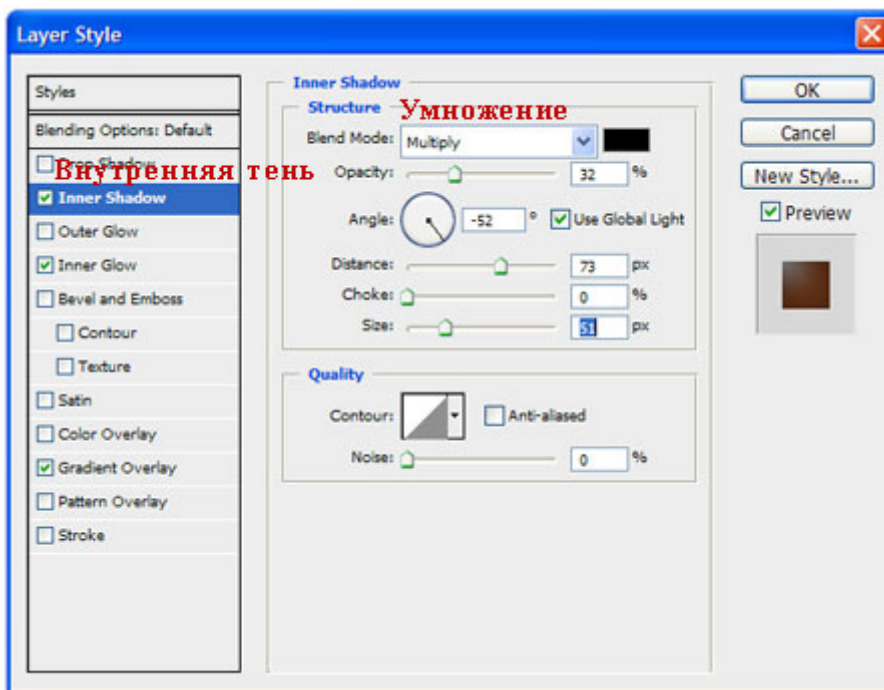 Layer Style
Styles
Blending Options: Default
Drop Shadow
Внутренняя тень
Inner Shadow
Outer Glow
Inner Glow
Bevel and Emboss
Contour
Texture
Satin
Color Overlay
Gradient Overlay
Pattern Overlay
Stroke
Inner Shadow
Structure
Умножение
Blend Mode: Multiply
Opacity: 32 %
Angle: -52 ° Use Global Light
Distance: 73 px
Choke: 0 %
Size: 51 px
Quality
Contour: Anti-aliased
Noise: 0 %
OK
Cancel
New Style...
Preview